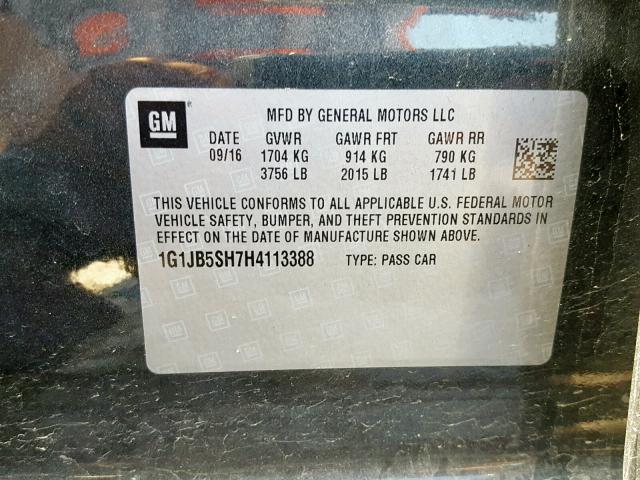 GM
MFD BY GENERAL MOTORS LLC
DATE GVWR GAWR FRT GAWR RR
09/16 1704 KG 914 KG 790 KG
3756 LB 2015 LB 1741 LB
THIS VEHICLE CONFORMS TO ALL APPLICABLE U.S. FEDERAL MOTOR
VEHICLE SAFETY, BUMPER, AND THEFT PREVENTION STANDARDS IN
EFFECT ON THE DATE OF MANUFACTURE SHOWN ABOVE.
1G1JB5SH7H4113388 TYPE: PASS CAR